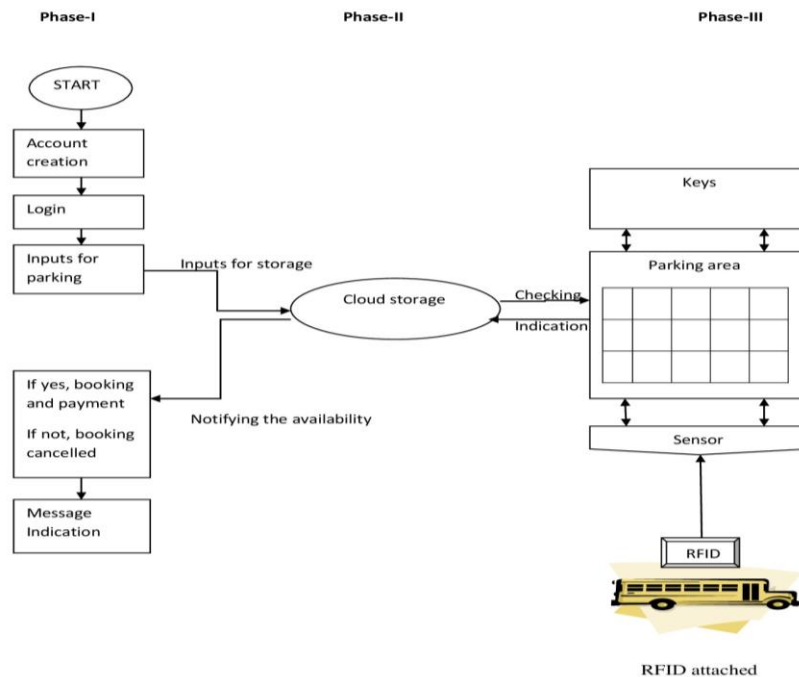 Phase-I
Phase-II
Phase-III
START
Account
creation
Login
Inputs for
parking
Inputs for storage
Cloud storage
Checking
Indication
Keys
Parking area
If yes, booking
and payment
If not, booking
cancelled
Notifying the availability
Message
Indication
Sensor
RFID
RFID attached